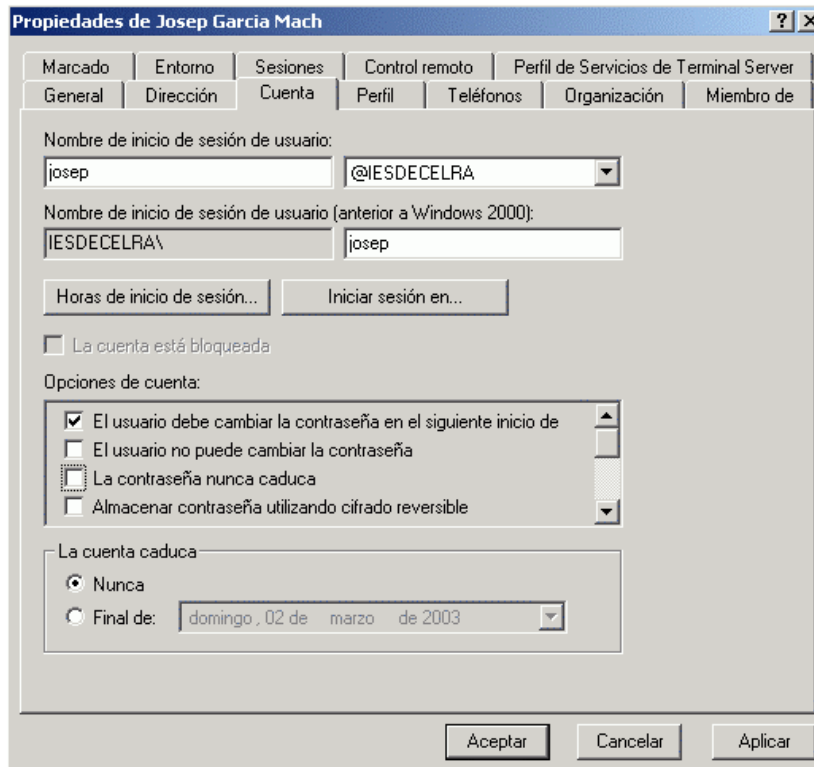 Propiedades de Josep Garcia Mach
Marcado Entorno Sesiones Control remoto Perfil de Servicios de Terminal Server
General Dirección Cuenta Perfil Teléfonos Organización Miembro de
Nombre de inicio de sesión de usuario:
josep @IESDECELRA
Nombre de inicio de sesión de usuario (anterior a Windows 2000):
IESDECELRA\ josep
Horas de inicio de sesión... Iniciar sesión en...
La cuenta está bloqueada
Opciones de cuenta:
El usuario debe cambiar la contraseña en el siguiente inicio de
El usuario no puede cambiar la contraseña
La contraseña nunca caduca
Almacenar contraseña utilizando cifrado reversible
La cuenta caduca
Nunca
Final de: domingo , 02 de marzo de 2003
Aceptar Cancelar Aplicar